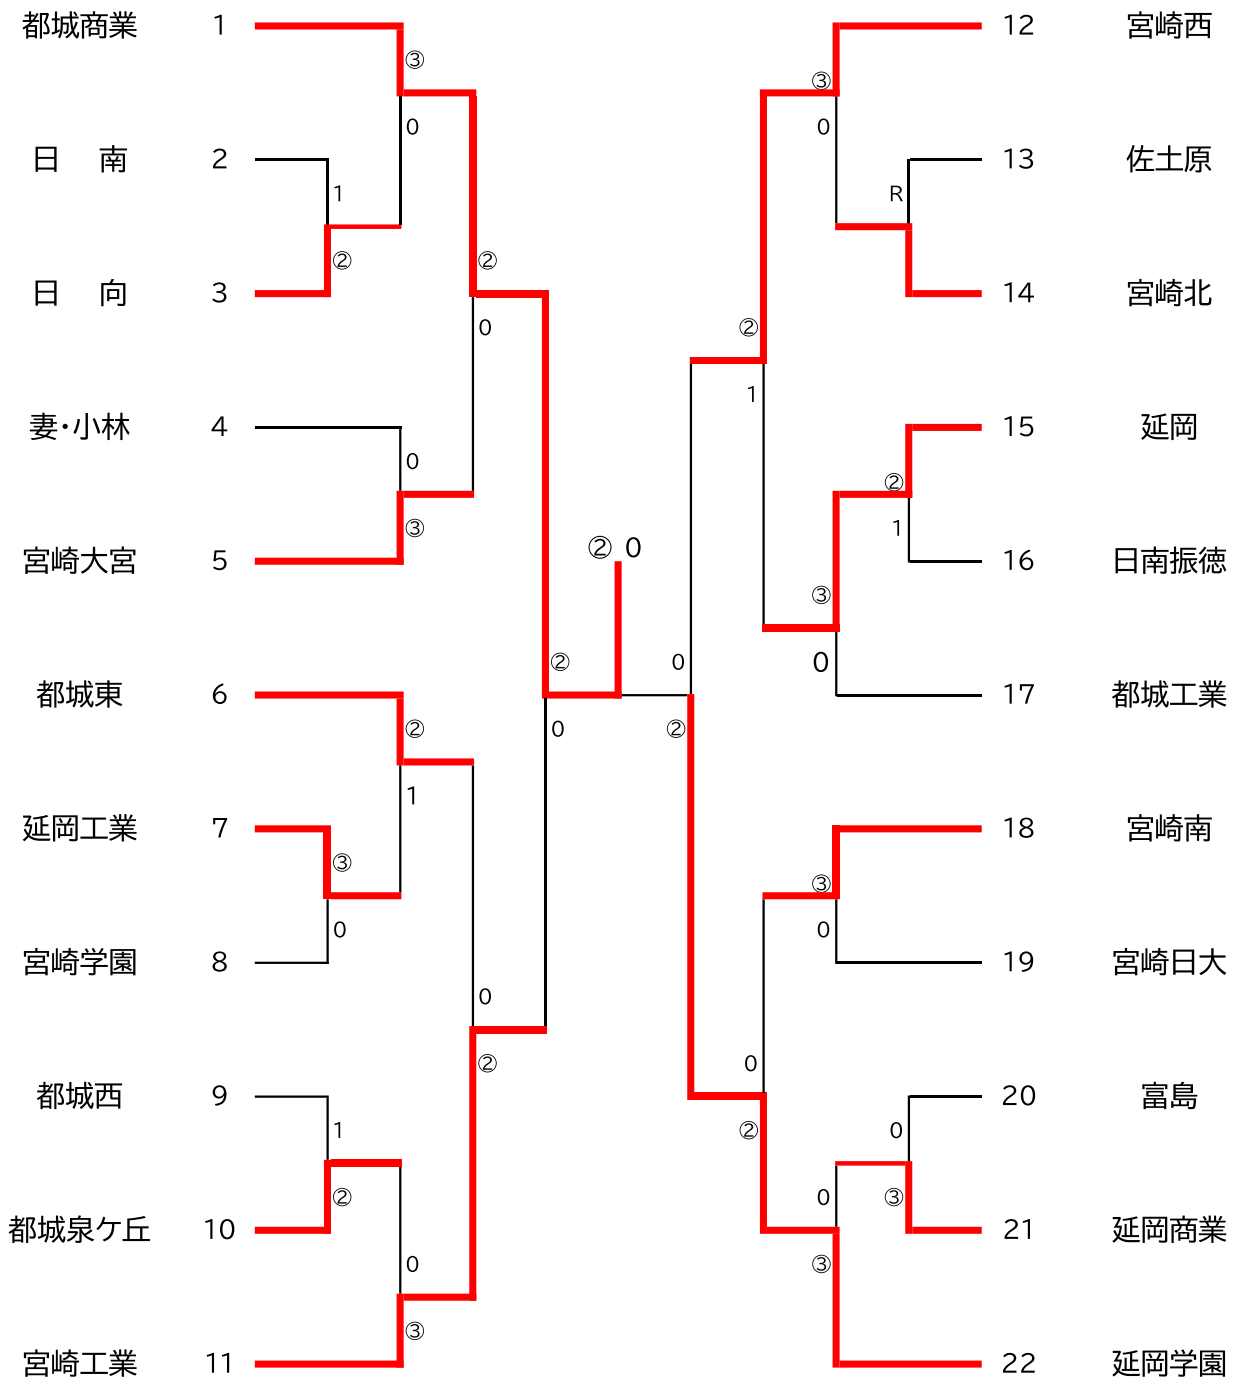 都城商業 1 12 宮崎西
③ ③
0 0
日 南 2 13 佐土原
1 R
② ②
日 向 3 14 宮崎北
0 ②
1
妻・小林 4 15 延岡
0 ②
③ 1
宮崎大宮 5 ② 0 16 日南振徳
③
② 0 0
都城東 6 17 都城工業
② 0 ②
1
延岡工業 7 18 宮崎南
③ ③
0 0
宮崎学園 8 19 宮崎日大
0
② 0
都城西 9 20 富島
1 ② 0
② 0 ③
都城泉ケ丘 10 21 延岡商業
0 ③
③
宮崎工業 11 22 延岡学園